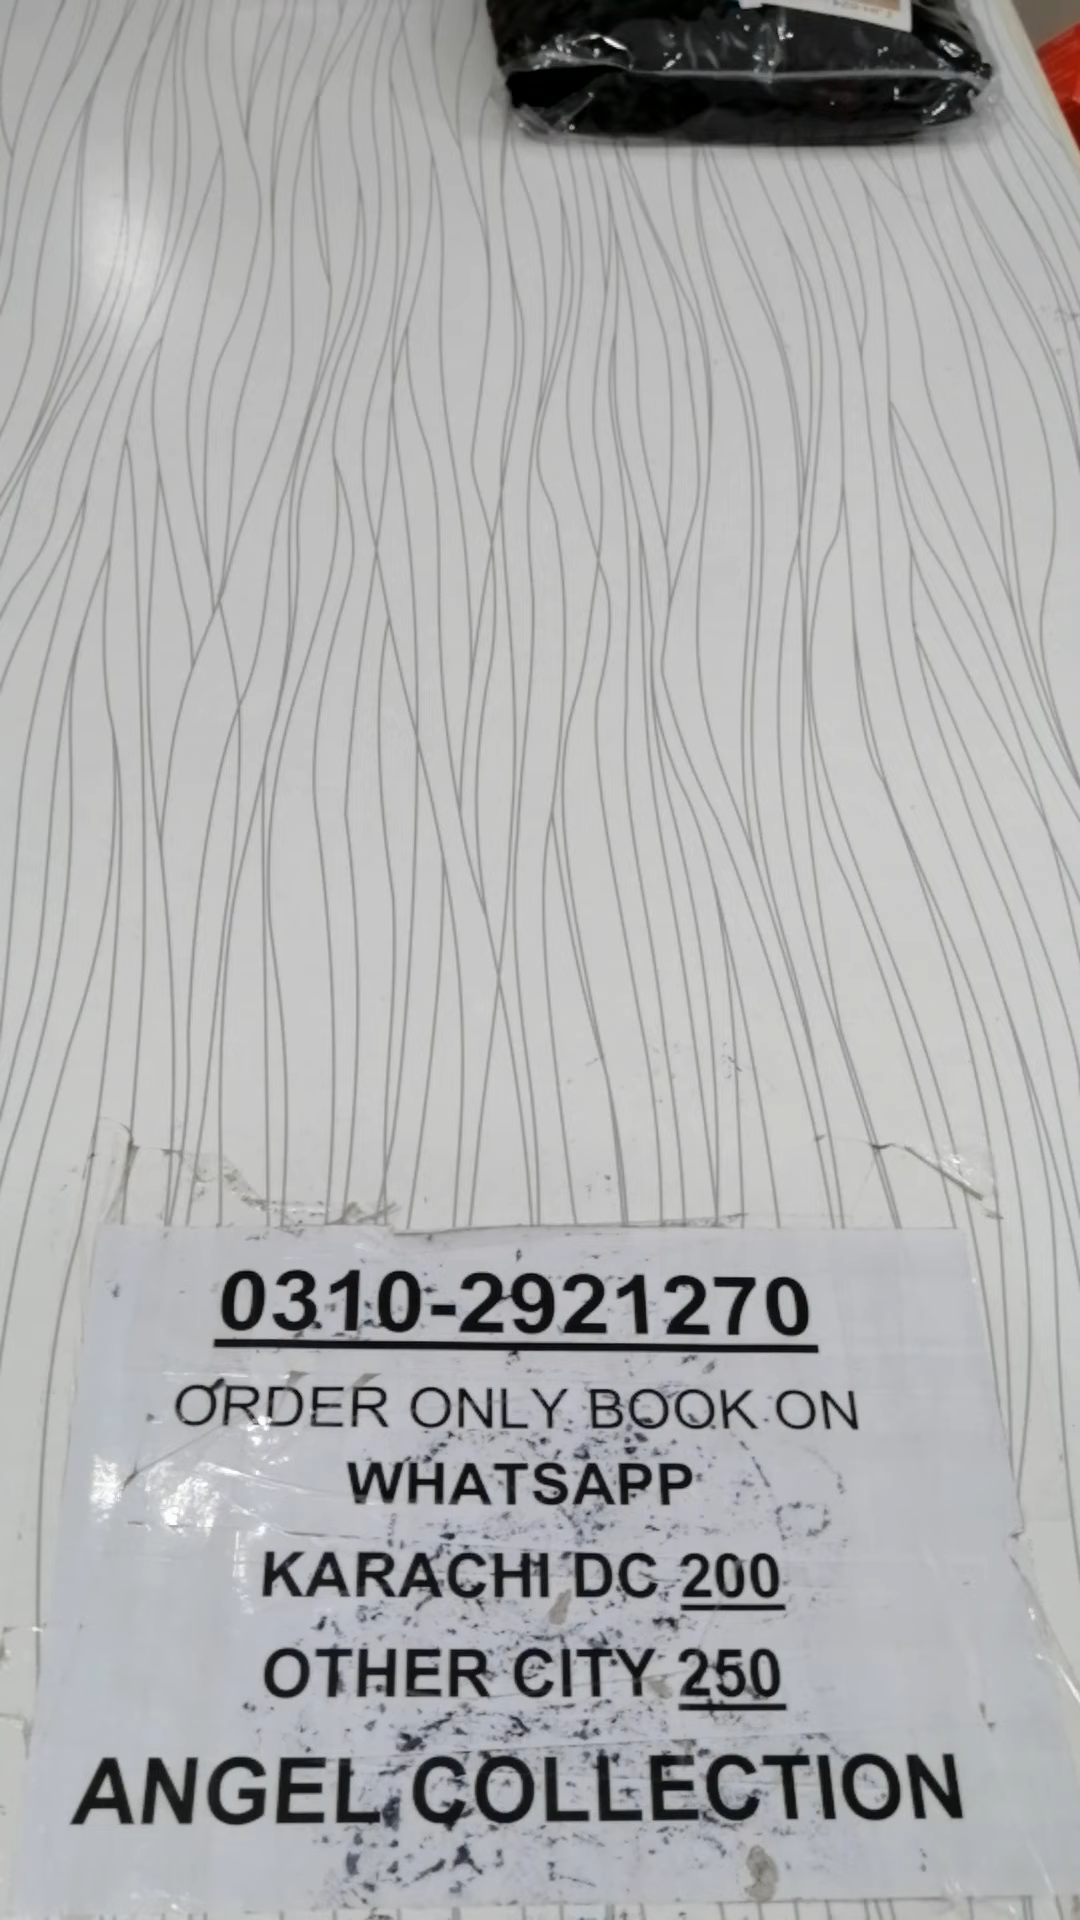 0310-2921270
ORDER ONLY BOOK ON
WHATSAPP
KARACHI DC 200
OTHER CITY 250
ANGEL COLLECTION